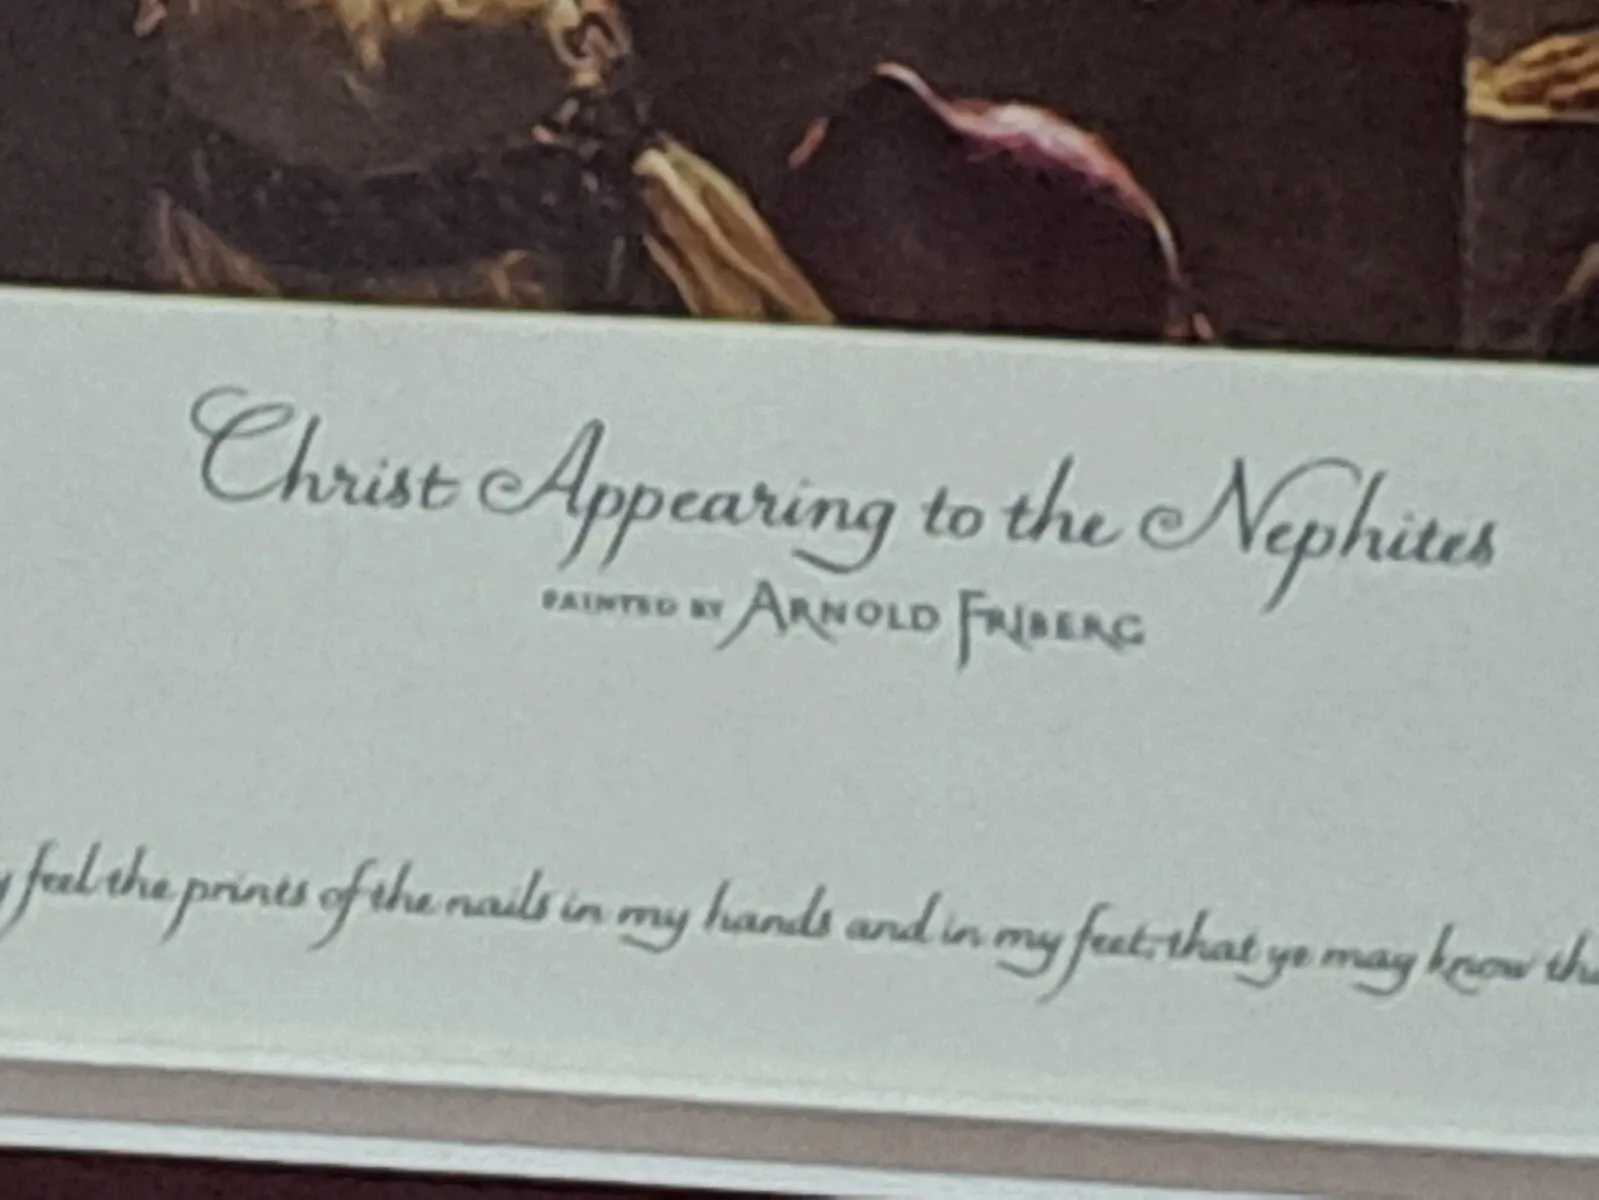 Christ Appearing to the Nephites
PAINTED BY ARNOLD FRIBERG
feel the prints of the nails in my hands and in my feet, that ye may know